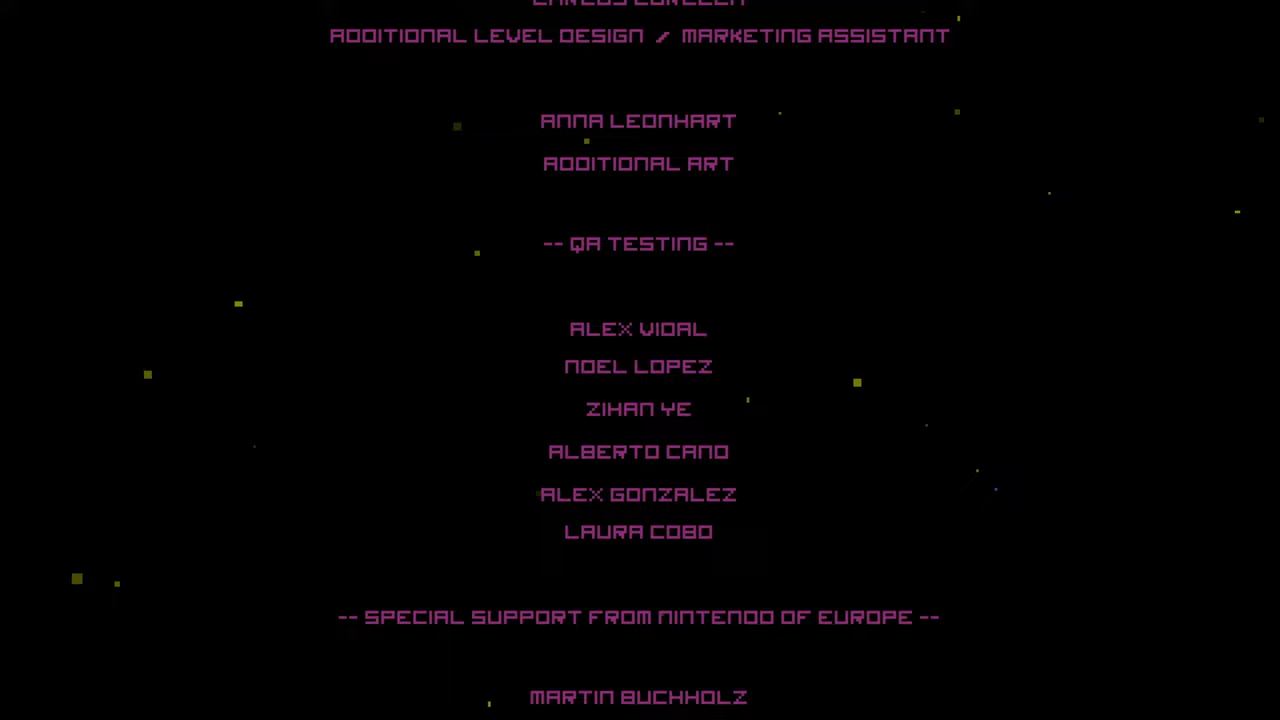 ADDITIONAL LEVEL DESIGN / MARKETING ASSISTANT
ANNA LEONHART
ADDITIONAL ART
-- QA TESTING --
ALEX VIDAL
NOEL LOPEZ
ZIHAN YE
ALBERTO CANO
ALEX GONZALEZ
LAURA COBO
-- SPECIAL SUPPORT FROM NINTENDO OF EUROPE --
MARTIN BUCHHOLZ